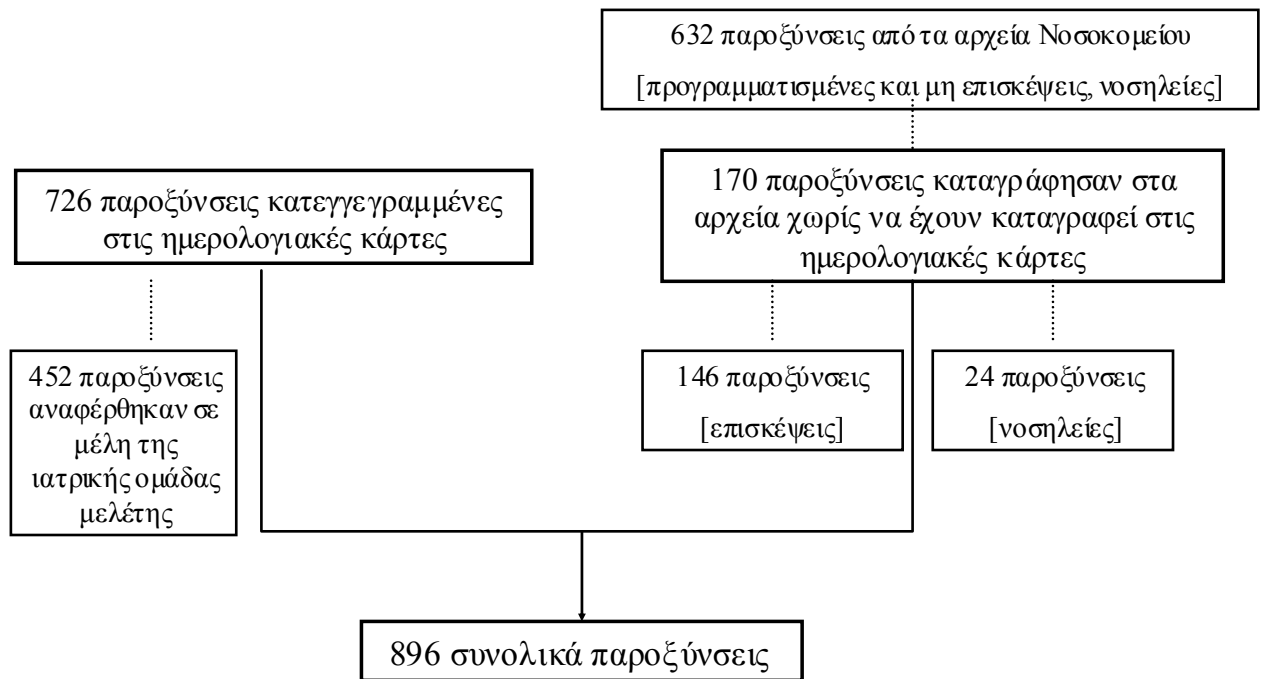 632 παροξύνσεις από τα αρχεία Νοσοκομείου
[προγραμματισμένες και μη επισκέψεις, νοσηλείες]
726 παροξύνσεις κατεγγεγραμμένες
στις ημερολογιακές κάρτες
170 παροξύνσεις καταγράφησαν στα
αρχεία χωρίς να έχουν καταγραφεί στις
ημερολογιακές κάρτες
452 παροξύνσεις
αναφέρθηκαν σε
μέλη της
ιατρικής ομάδας
μελέτης
146 παροξύνσεις
[επισκέψεις]
24 παροξύνσεις
[νοσηλείες]
896 συνολικά παροξύνσεις